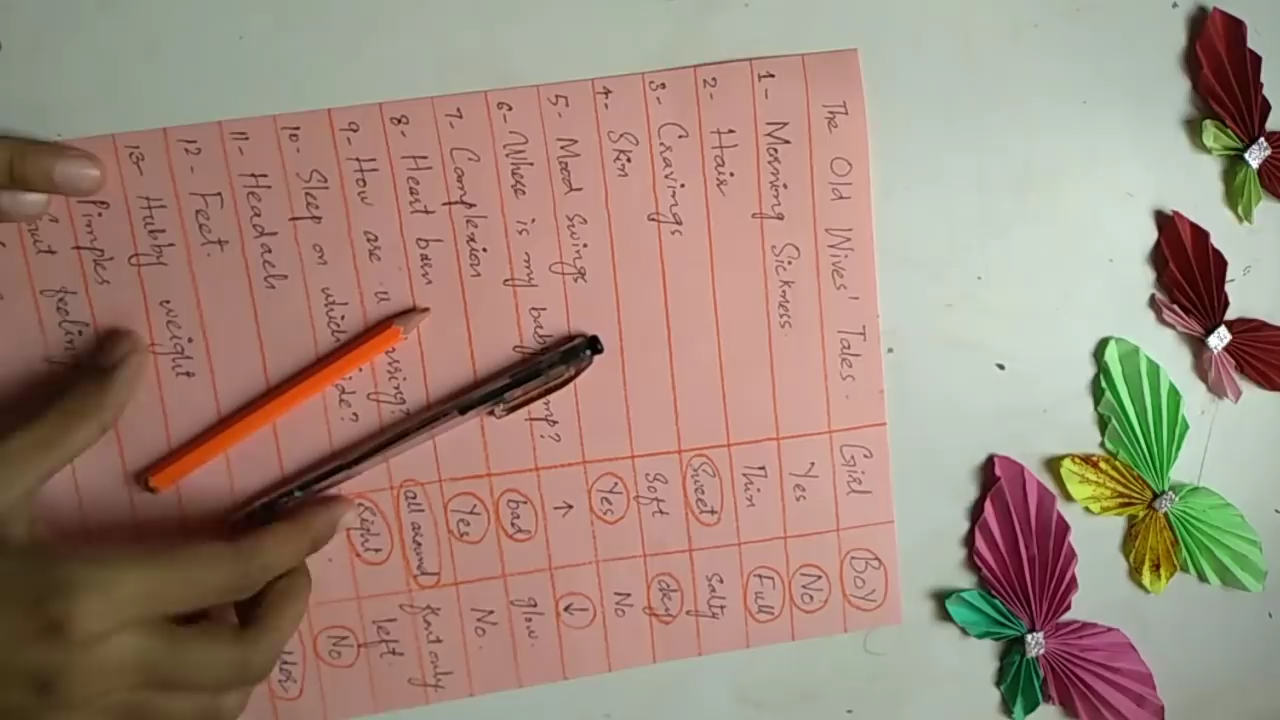 The Old Wives' Tales. Girl BOY
1- Morning Sickness Yes No
2- Hair Thin Full
3- Cravings Sweet Salty
4- Skin Soft dry
5- Mood Swings Yes No
6- Where is my baby ↑ ↓
7- Complexion bad glow.
8- Heart burn Yes No.
9- How are u all around front only
10- Sleep on which Right left.
11- Headach No
12- Feet.
13- Hubby weight
Pimples
feeling